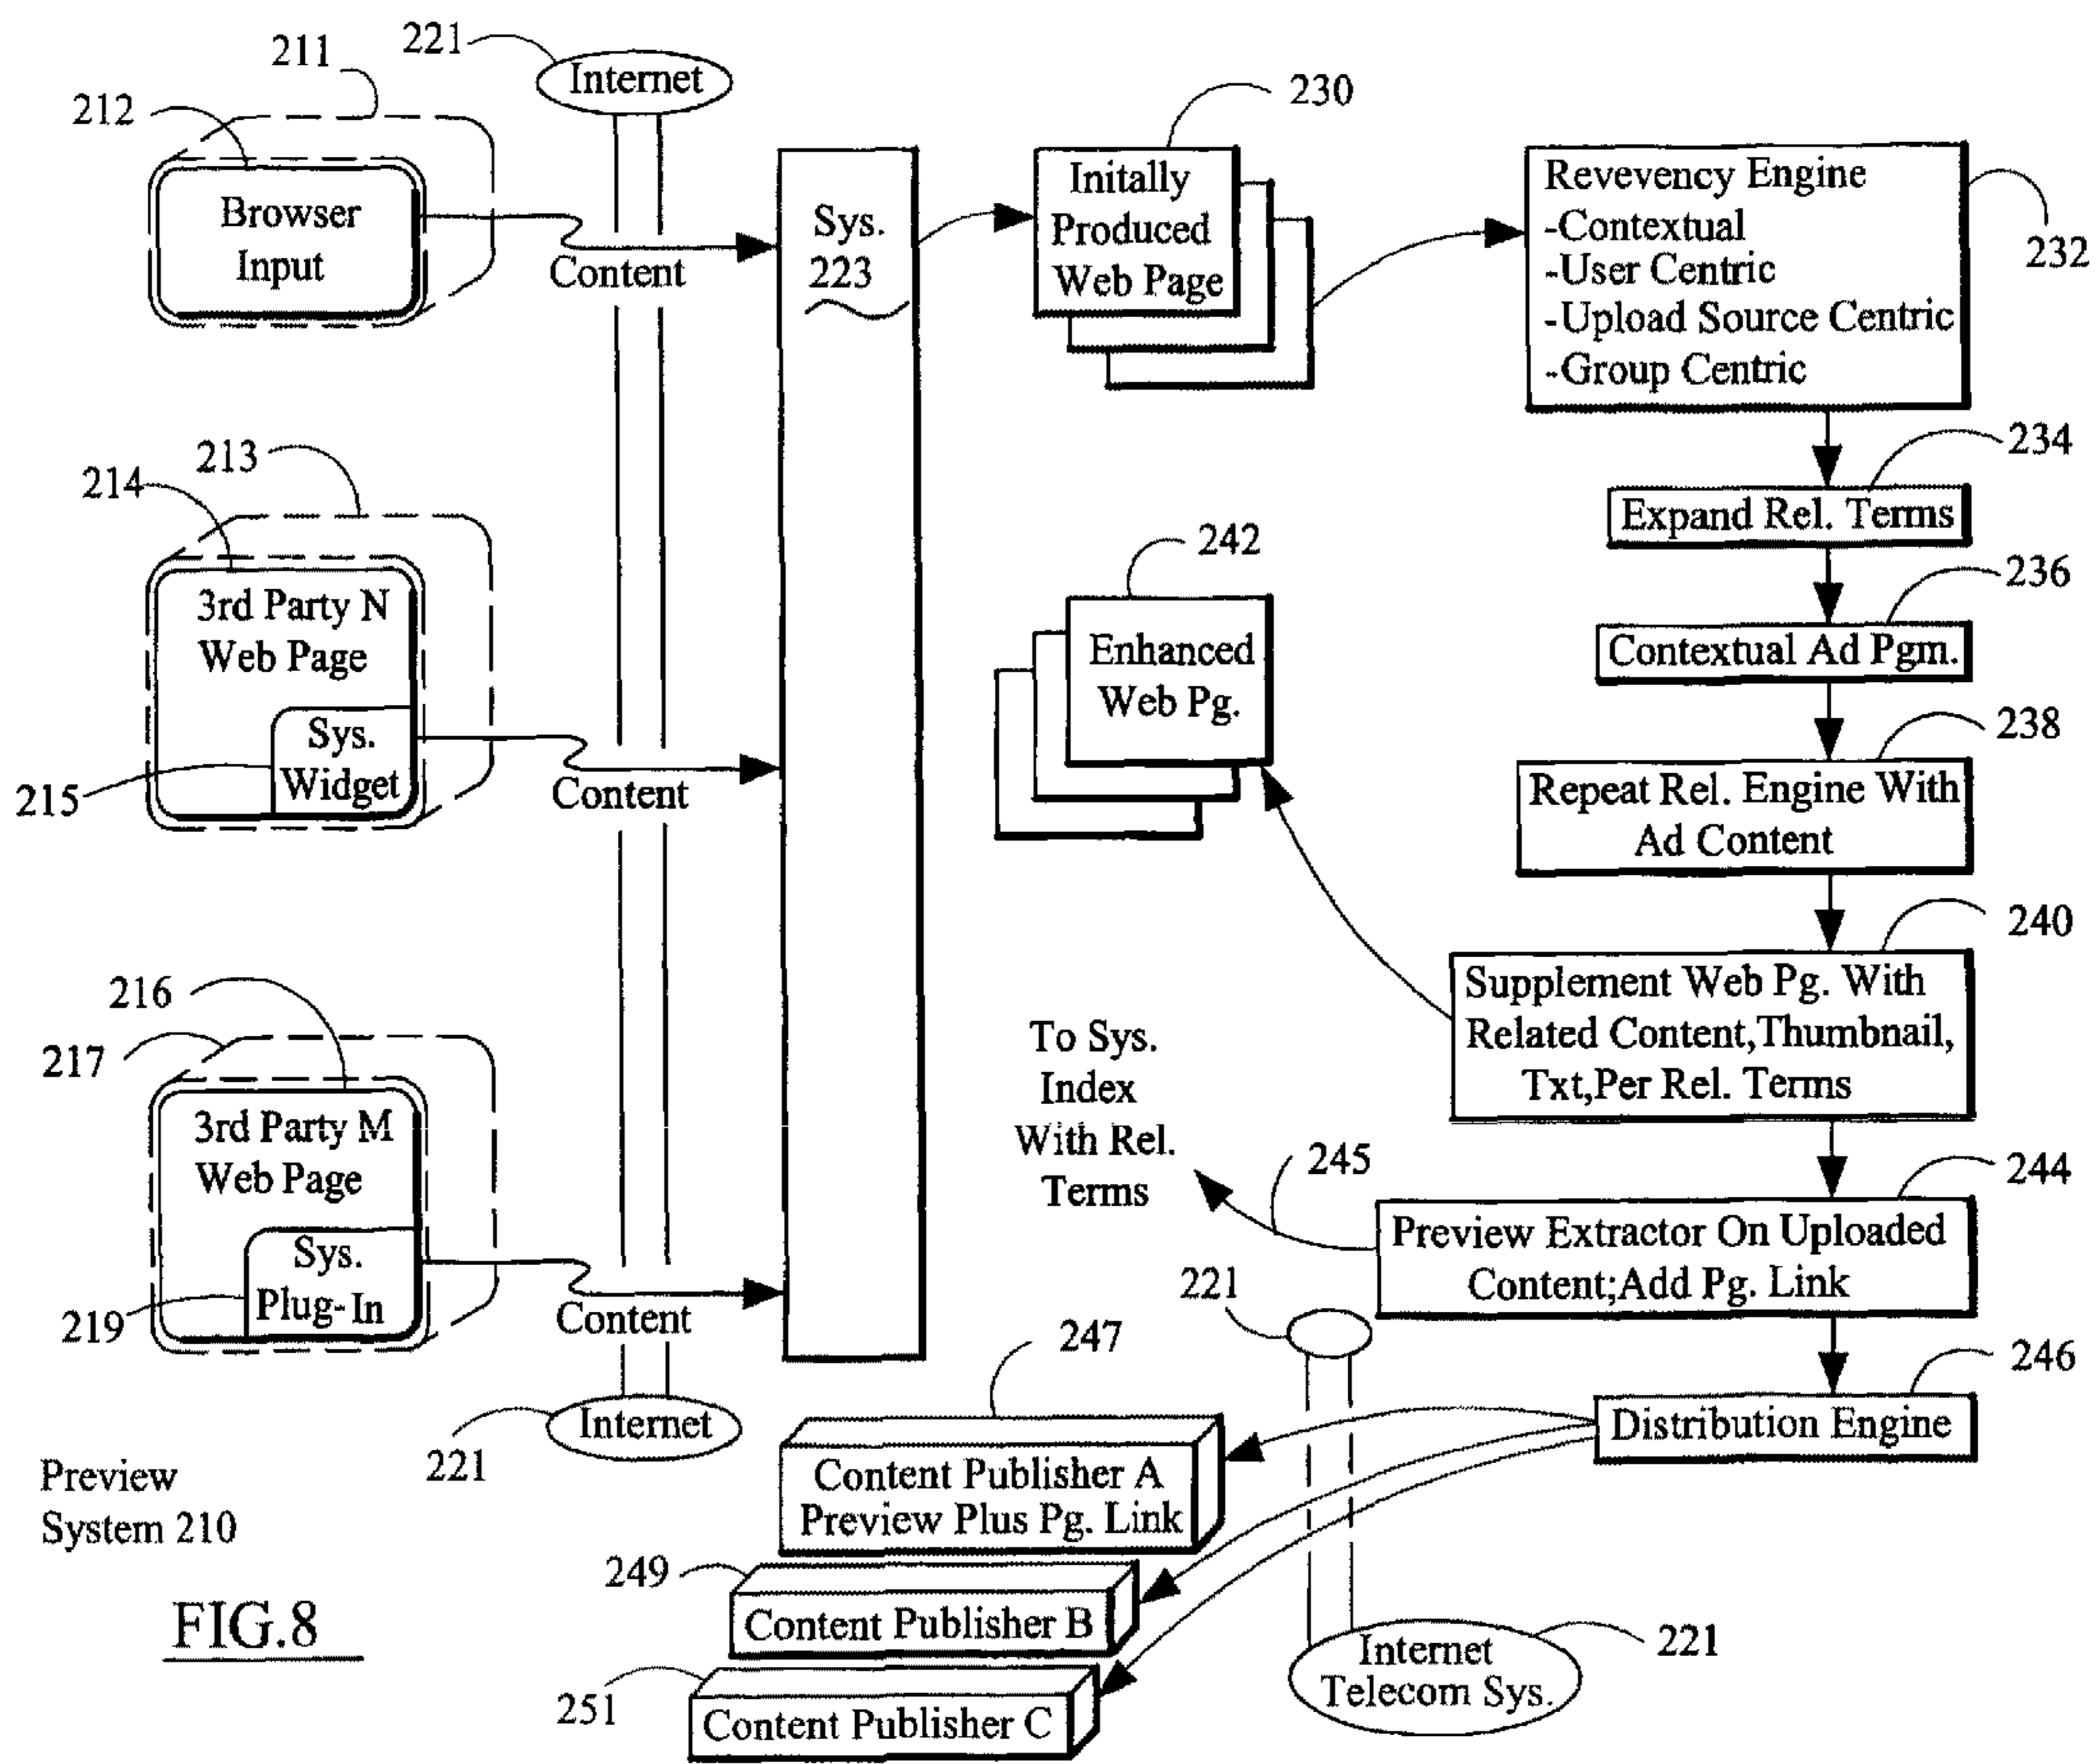 211
221
Internet
212
Browser
Input
Content
Sys.
223
230
Initally
Produced
Web Page
Revevency Engine
-Contextual
-User Centric
-Upload Source Centric
-Group Centric
232
234
Expand Rel. Terms
236
Contextual Ad Pgm.
238
Repeat Rel. Engine With
Ad Content
240
Supplement Web Pg. With
Related Content,Thumbnail,
Txt,Per Rel. Terms
242
Enhanced
Web Pg.
213
214
3rd Party N
Web Page
Sys.
Widget
215
Content
216
217
3rd Party M
Web Page
Sys.
Plug-In
219
Content
Internet
221
To Sys.
Index
With Rel.
Terms
245
244
Preview Extractor On Uploaded
Content;Add Pg. Link
221
246
Distribution Engine
247
Content Publisher A
Preview Plus Pg. Link
249
Content Publisher B
251
Content Publisher C
Internet
Telecom Sys.
221
Preview
System 210
FIG.8